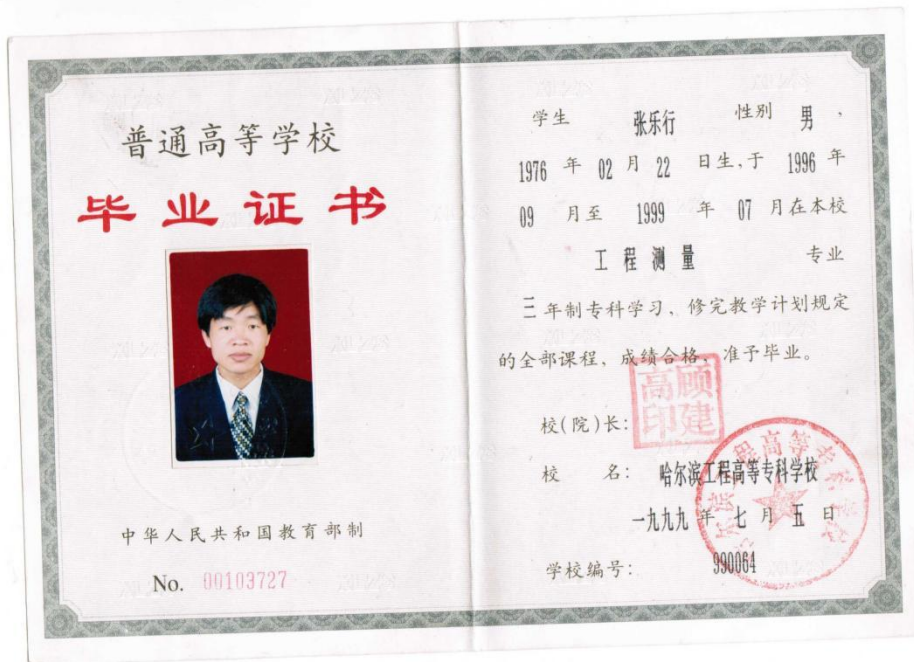 普通高等学校
毕业证书
中华人民共和国教育部制
No. 00103727
学生 张乐行 性别 男，
1976 年 02 月 22 日生,于 1996 年
09 月至 1999 年 07 月在本校
工程测量 专业
三年制专科学习、修完教学计划规定
的全部课程，成绩合格，准予毕业。
校(院)长：
顾建高印
校 名： 哈尔滨工程高等专科学校
一九九九 年 七 月 五 日
学校编号： 990064